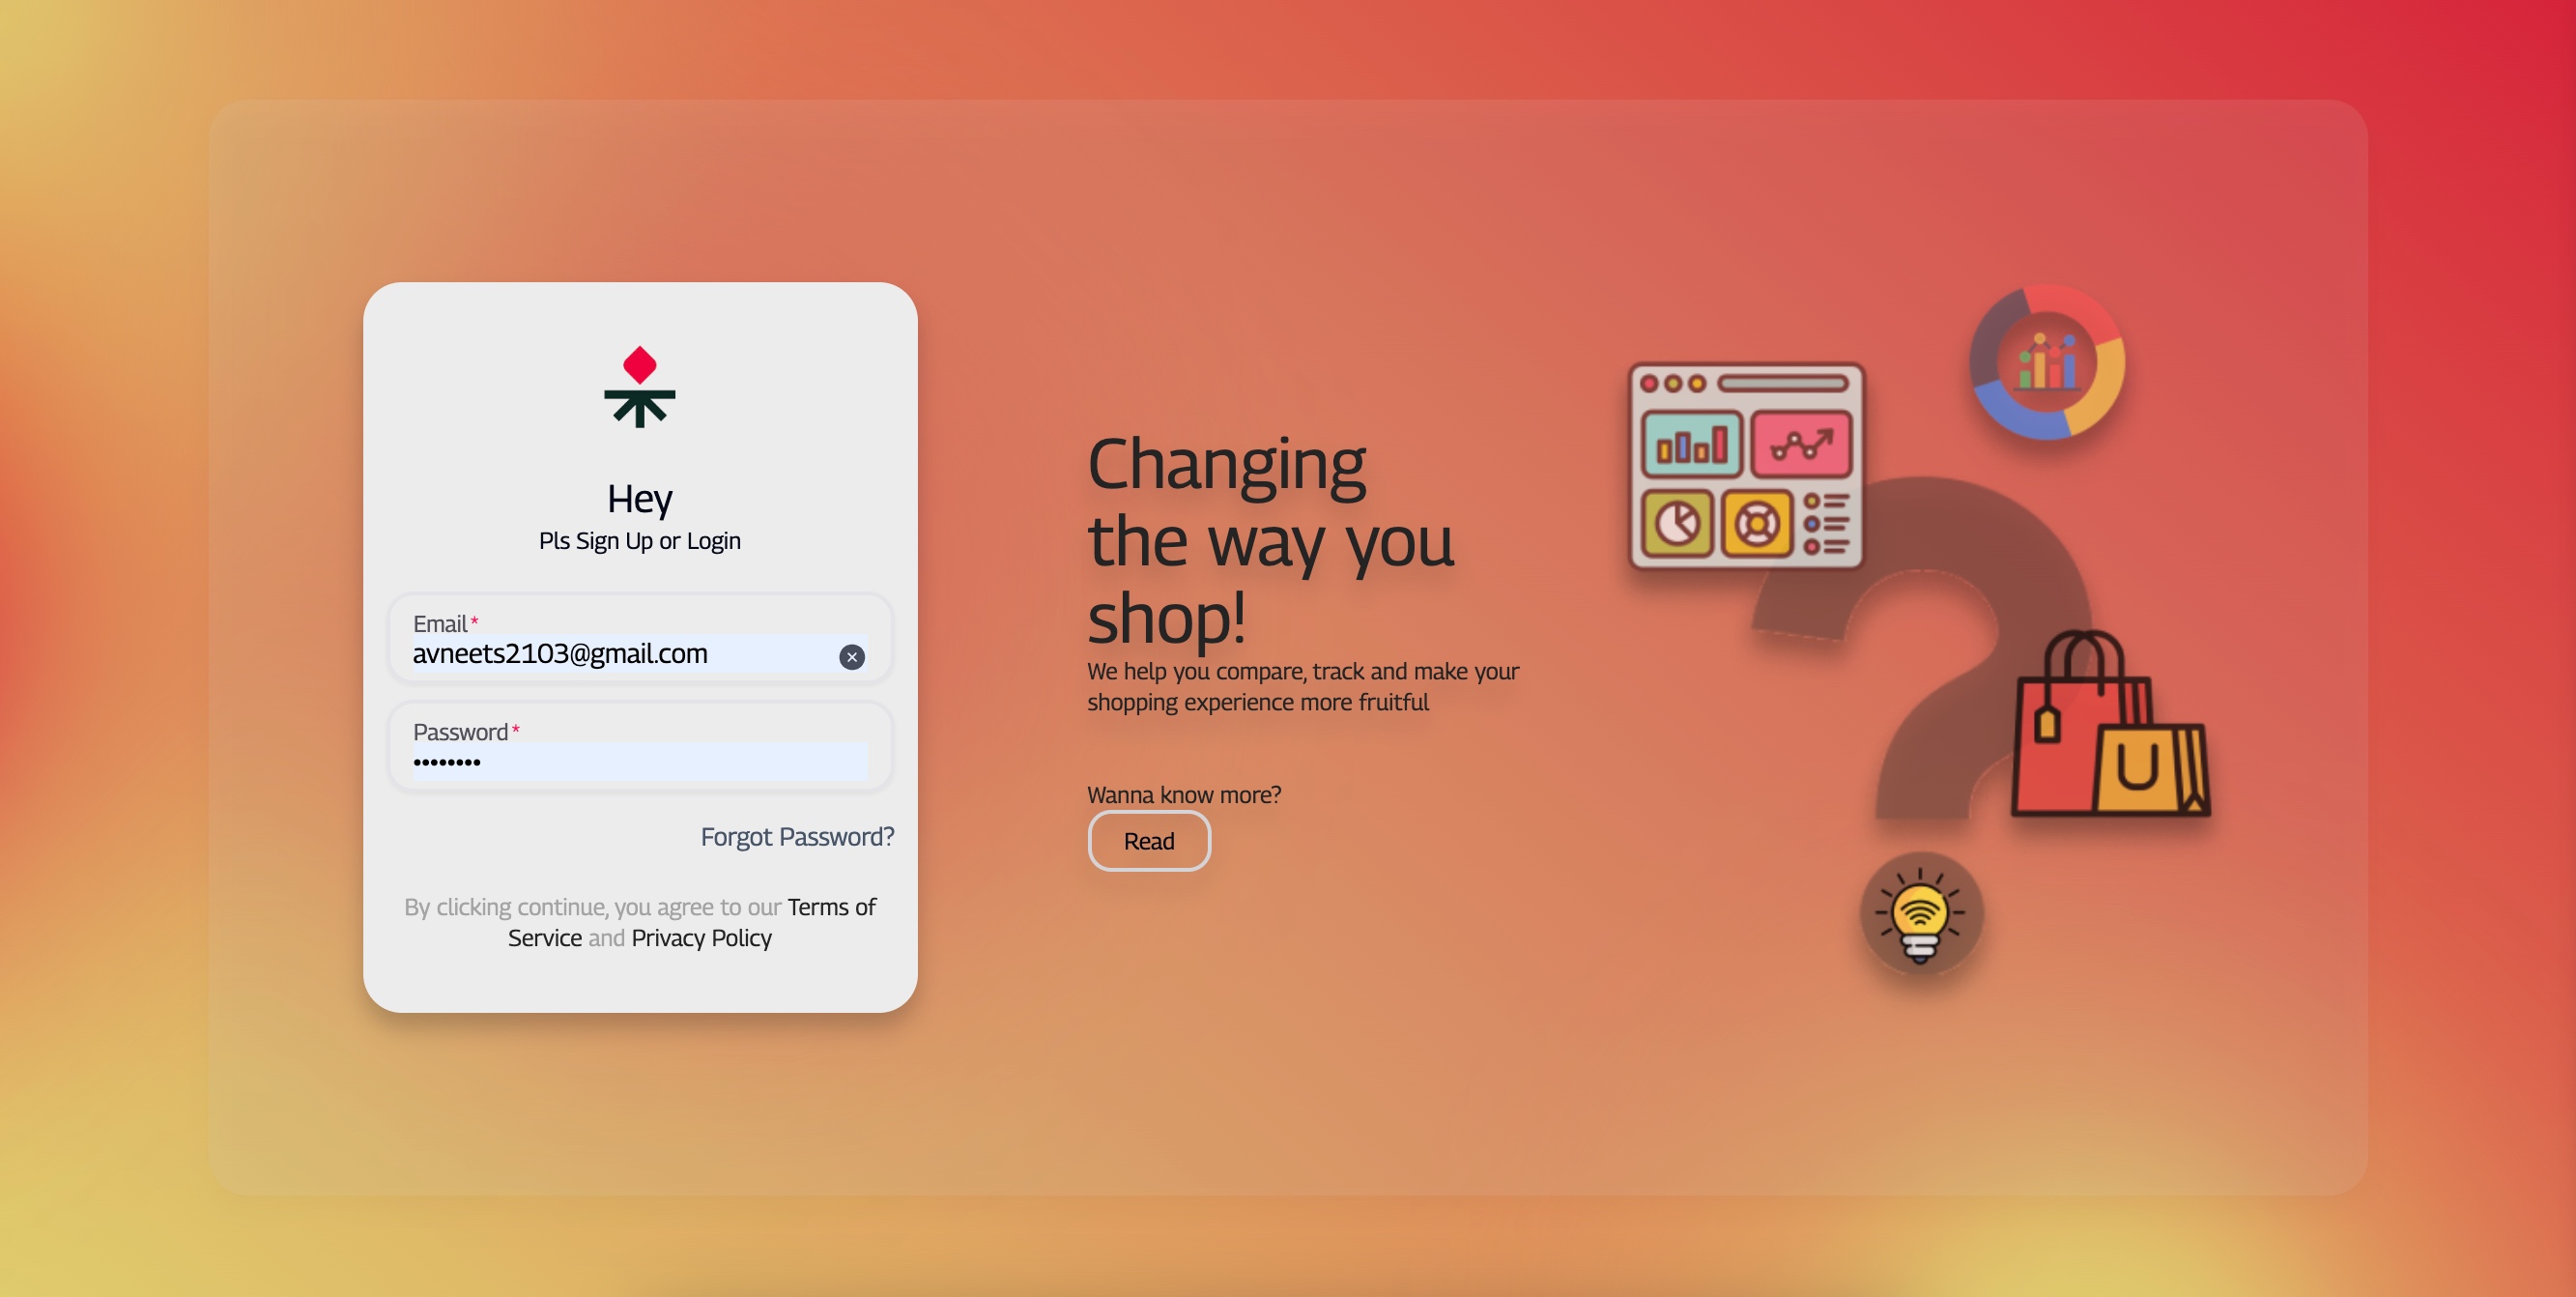 Hey
Pls Sign Up or Login
Email*
avneets2103@gmail.com
Password*
••••••••
Forgot Password?
By clicking continue, you agree to our Terms of
Service and Privacy Policy
Changing
the way you
shop!
We help you compare, track and make your
shopping experience more fruitful
Wanna know more?
Read